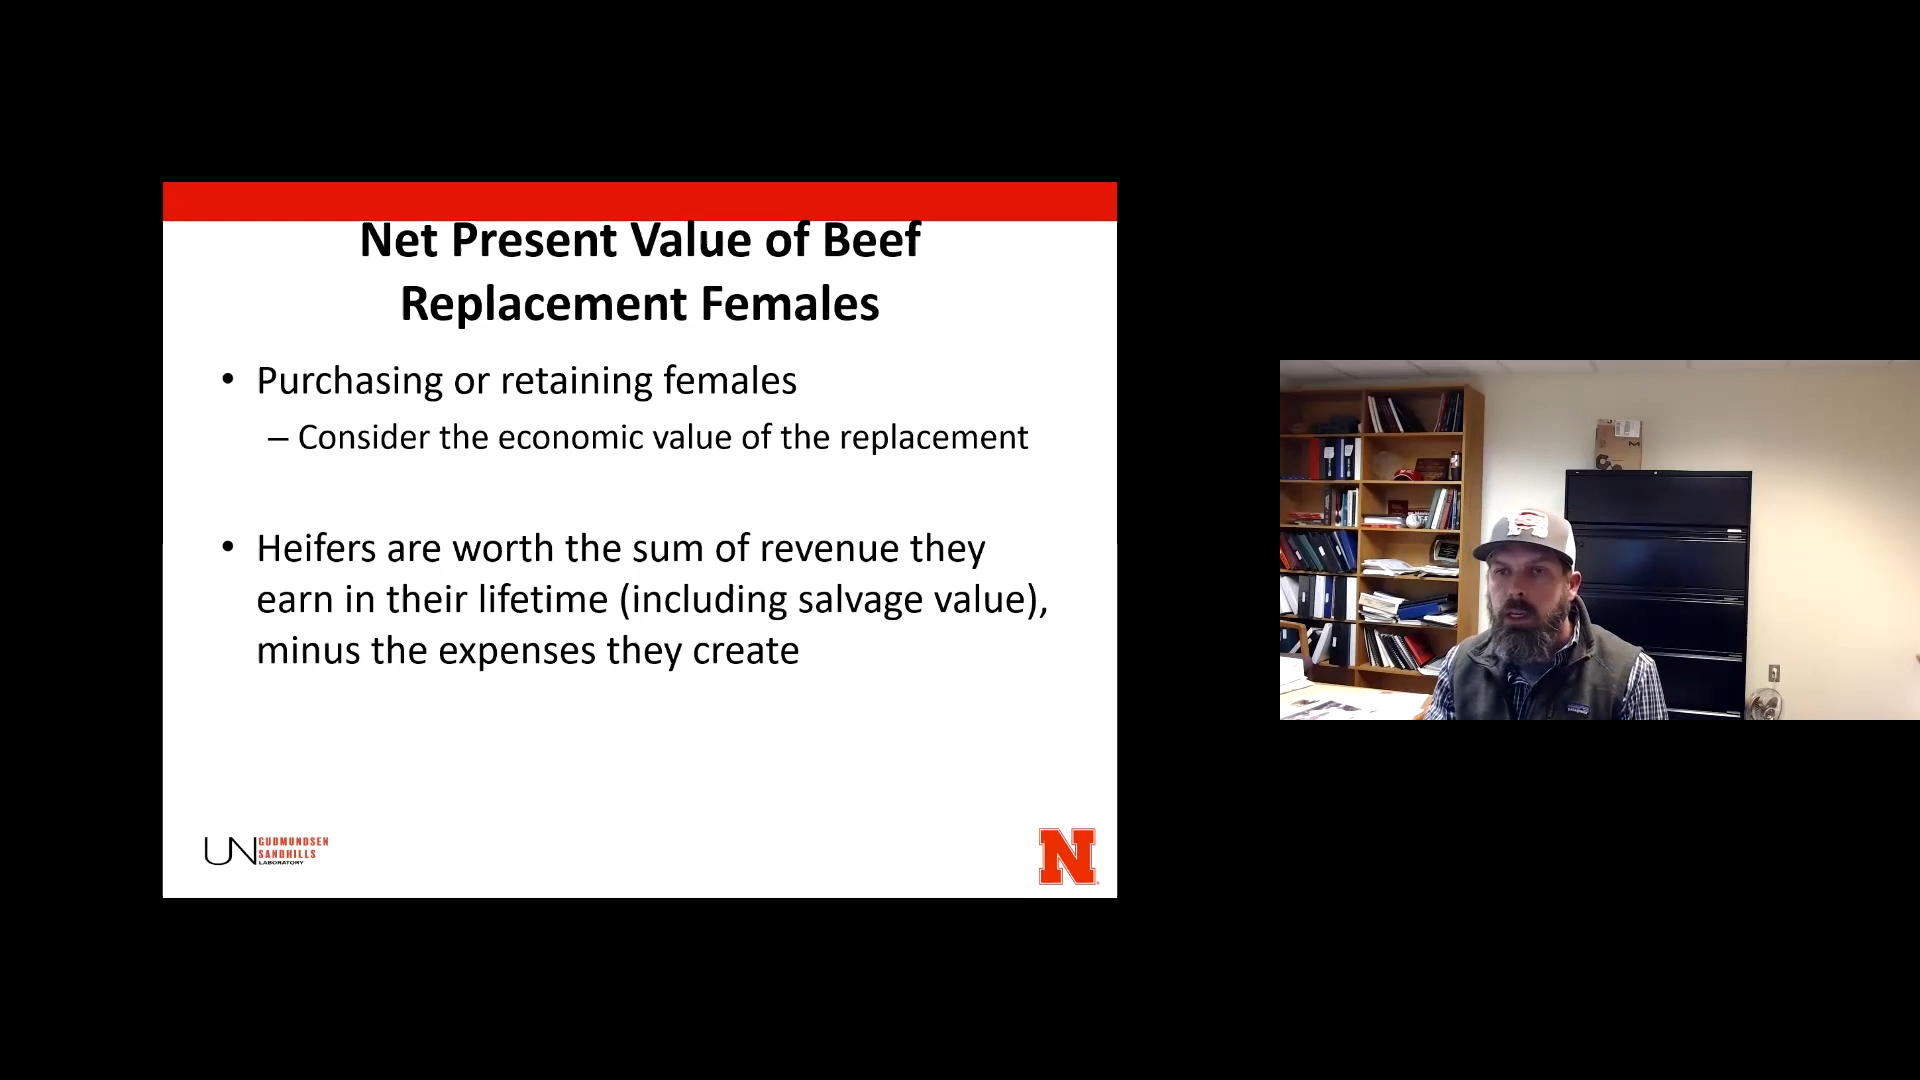 Net Present Value of Beef
Replacement Females
• Purchasing or retaining females
– Consider the economic value of the replacement
• Heifers are worth the sum of revenue they
earn in their lifetime (including salvage value),
minus the expenses they create
UN
GUDMUNDSEN
SANDHILLS
LABORATORY
N